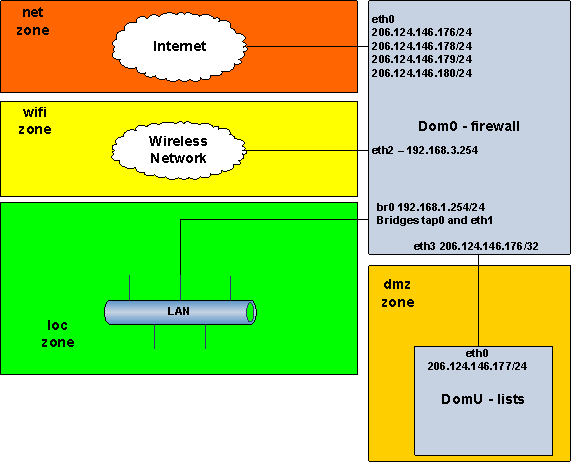 net
zone
Internet
eth0
206.124.146.176/24
206.124.146.178/24
206.124.146.179/24
206.124.146.180/24
wifi
zone
Wireless
Network
Dom0 - firewall
eth2 – 192.168.3.254
br0 192.168.1.254/24
Bridges tap0 and eth1
eth3 206.124.146.176/32
loc
zone
LAN
dmz
zone
eth0
206.124.146.177/24
DomU - lists